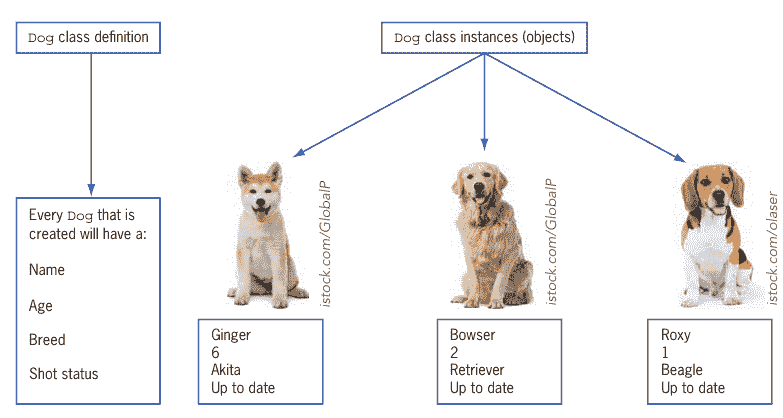 Dog class definition
Dog class instances (objects)
Every Dog that is
created will have a:
Name
Age
Breed
Shot status
istock.com/GlobalP
istock.com/GlobalP
istock.com/olaser
Ginger
6
Akita
Up to date
Bowser
2
Retriever
Up to date
Roxy
1
Beagle
Up to date